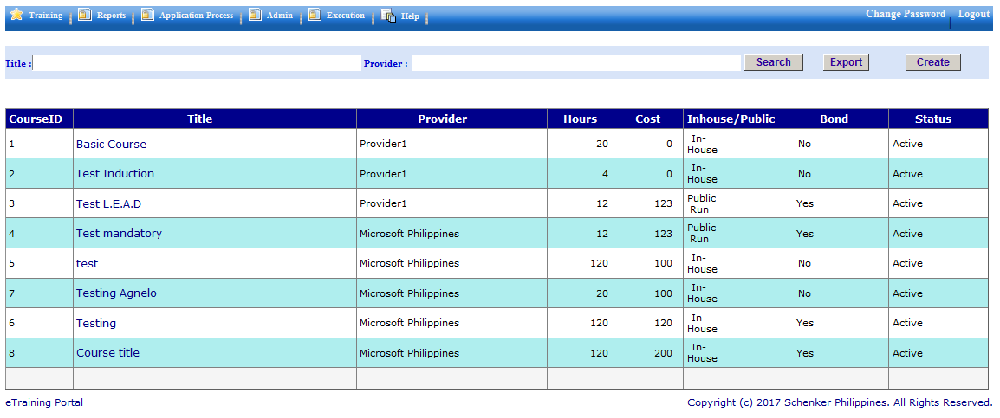 Training Reports Application Process Admin Execution Help Change Password Logout
Title : Provider : Search Export Create
CourseID Title Provider Hours Cost Inhouse/Public Bond Status
1 Basic Course Provider1 20 0 In-House No Active
2 Test Induction Provider1 4 0 In-House No Active
3 Test L.E.A.D Provider1 12 123 Public Run Yes Active
4 Test mandatory Microsoft Philippines 12 123 Public Run Yes Active
5 test Microsoft Philippines 120 100 In-House No Active
7 Testing Agnelo Microsoft Philippines 20 100 In-House No Active
6 Testing Microsoft Philippines 120 120 In-House Yes Active
8 Course title Microsoft Philippines 120 200 In-House Yes Active
eTraining Portal Copyright (c) 2017 Schenker Philippines. All Rights Reserved.